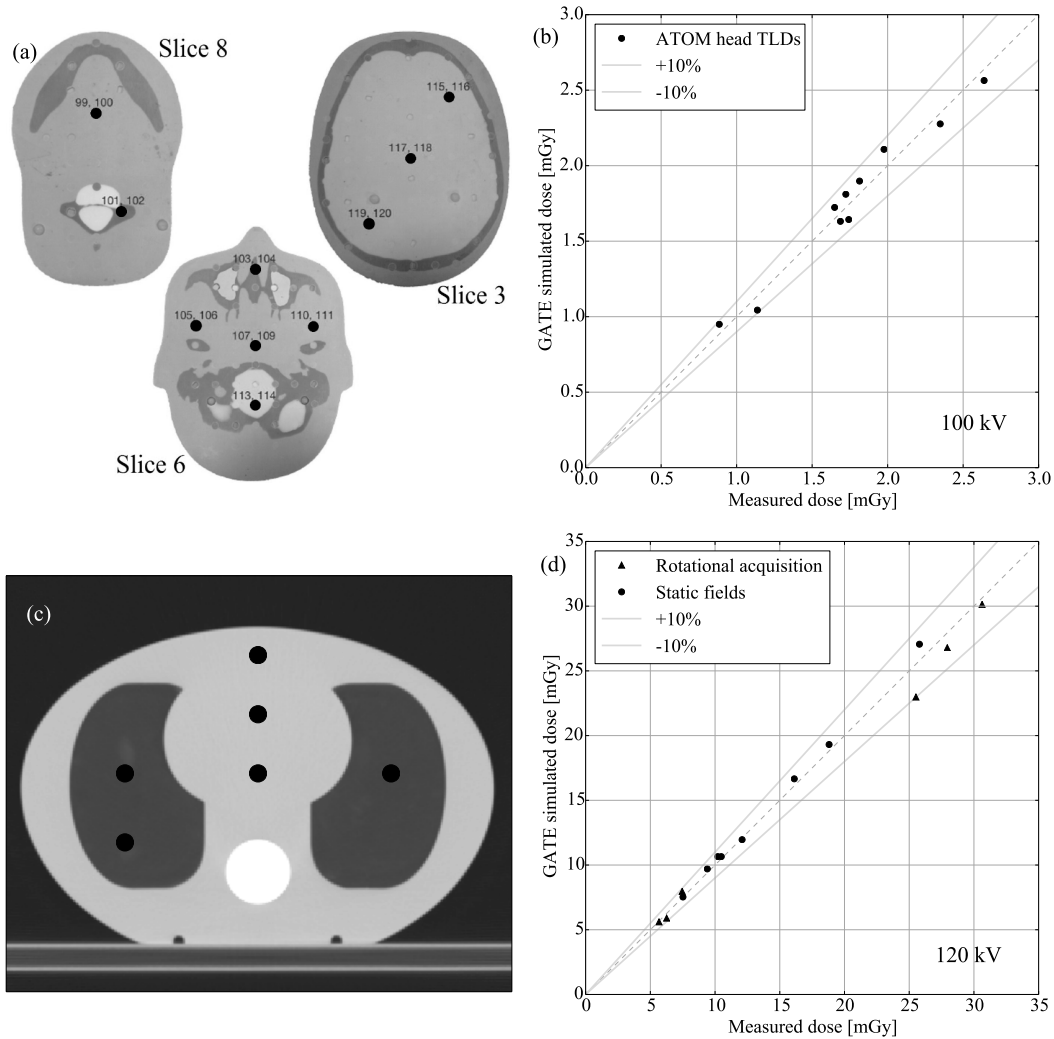 (a)
Slice 8
99, 100
101, 102
115, 116
117, 118
119, 120
Slice 3
103, 104
105, 106
110, 111
107, 109
113, 114
Slice 6
(b)
ATOM head TLDs
+10%
-10%
3.0
2.5
2.0
1.5
1.0
0.5
0.0
GATE simulated dose [mGy]
100 kV
0.0 0.5 1.0 1.5 2.0 2.5 3.0
Measured dose [mGy]
(c)
(d)
Rotational acquisition
Static fields
+10%
-10%
35
30
25
20
15
10
5
0
GATE simulated dose [mGy]
120 kV
0 5 10 15 20 25 30 35
Measured dose [mGy]